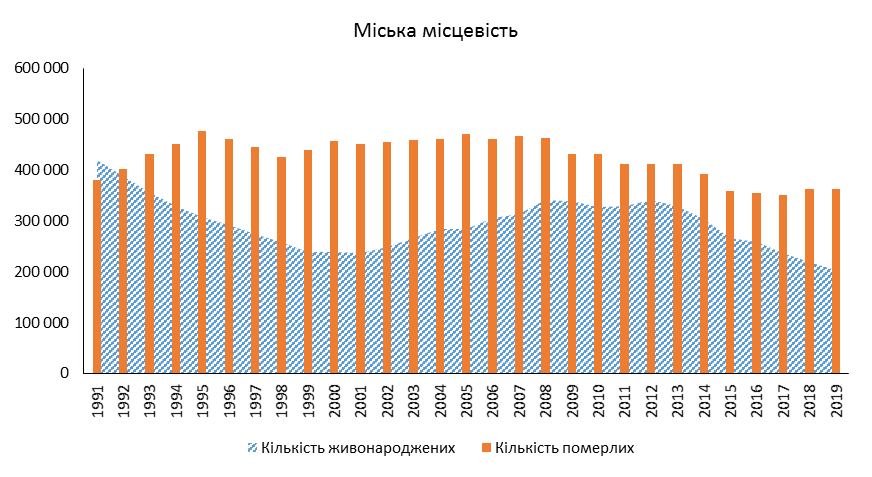 Міська місцевість
600 000
500 000
400 000
300 000
200 000
100 000
0
1991 1992 1993 1994 1995 1996 1997 1998 1999 2000 2001 2002 2003 2004 2005 2006 2007 2008 2009 2010 2011 2012 2013 2014 2015 2016 2017 2018 2019
Кількість живонароджених Кількість померлих